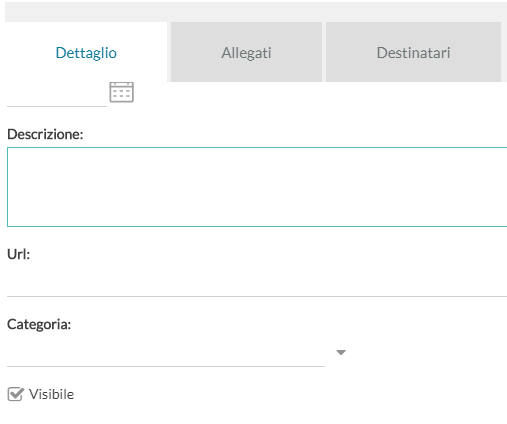 Dettaglio Allegati Destinatari
Descrizione:
Url:
Categoria:
Visibile